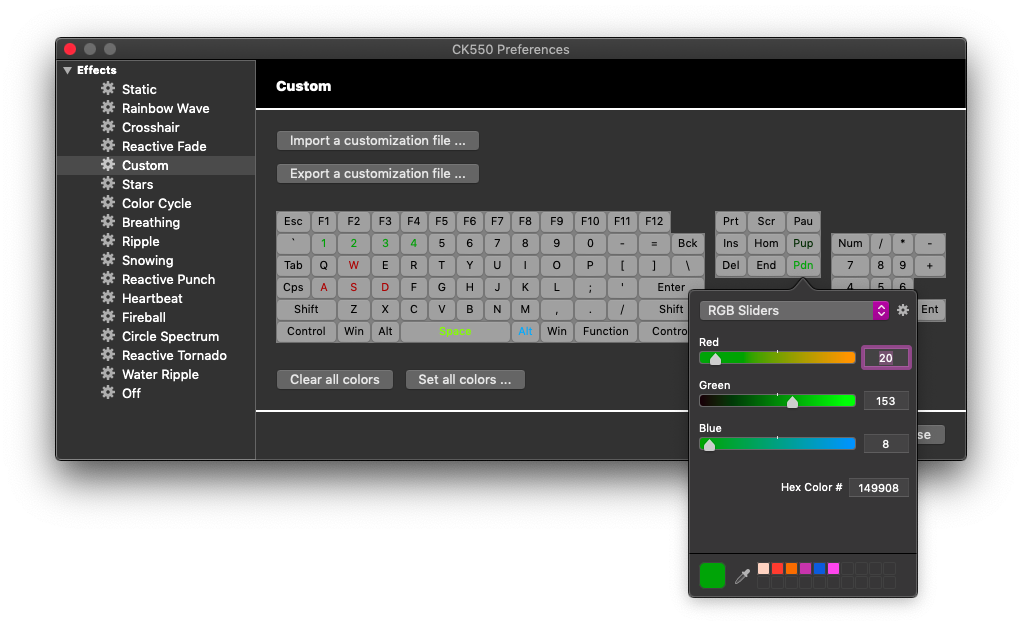 CK550 Preferences
Effects
Static
Rainbow Wave
Crosshair
Reactive Fade
Custom
Stars
Color Cycle
Breathing
Ripple
Snowing
Reactive Punch
Heartbeat
Fireball
Circle Spectrum
Reactive Tornado
Water Ripple
Off
Custom
Import a customization file ...
Export a customization file ...
Esc F1 F2 F3 F4 F5 F6 F7 F8 F9 F10 F11 F12 Prt Scr Pau
` 1 2 3 4 5 6 7 8 9 0 - = Bck Ins Hom Pup Num / * -
Tab Q W E R T Y U I O P [ ] \ Del End Pdn 7 8 9 +
Cps A S D F G H J K L ; ' Enter 4 5 6
Shift Z X C V B N M , . / Shift Ent
Control Win Alt Space Alt Win Function Contro
Clear all colors Set all colors ...
se
RGB Sliders
Red
20
Green
153
Blue
8
Hex Color # 149908